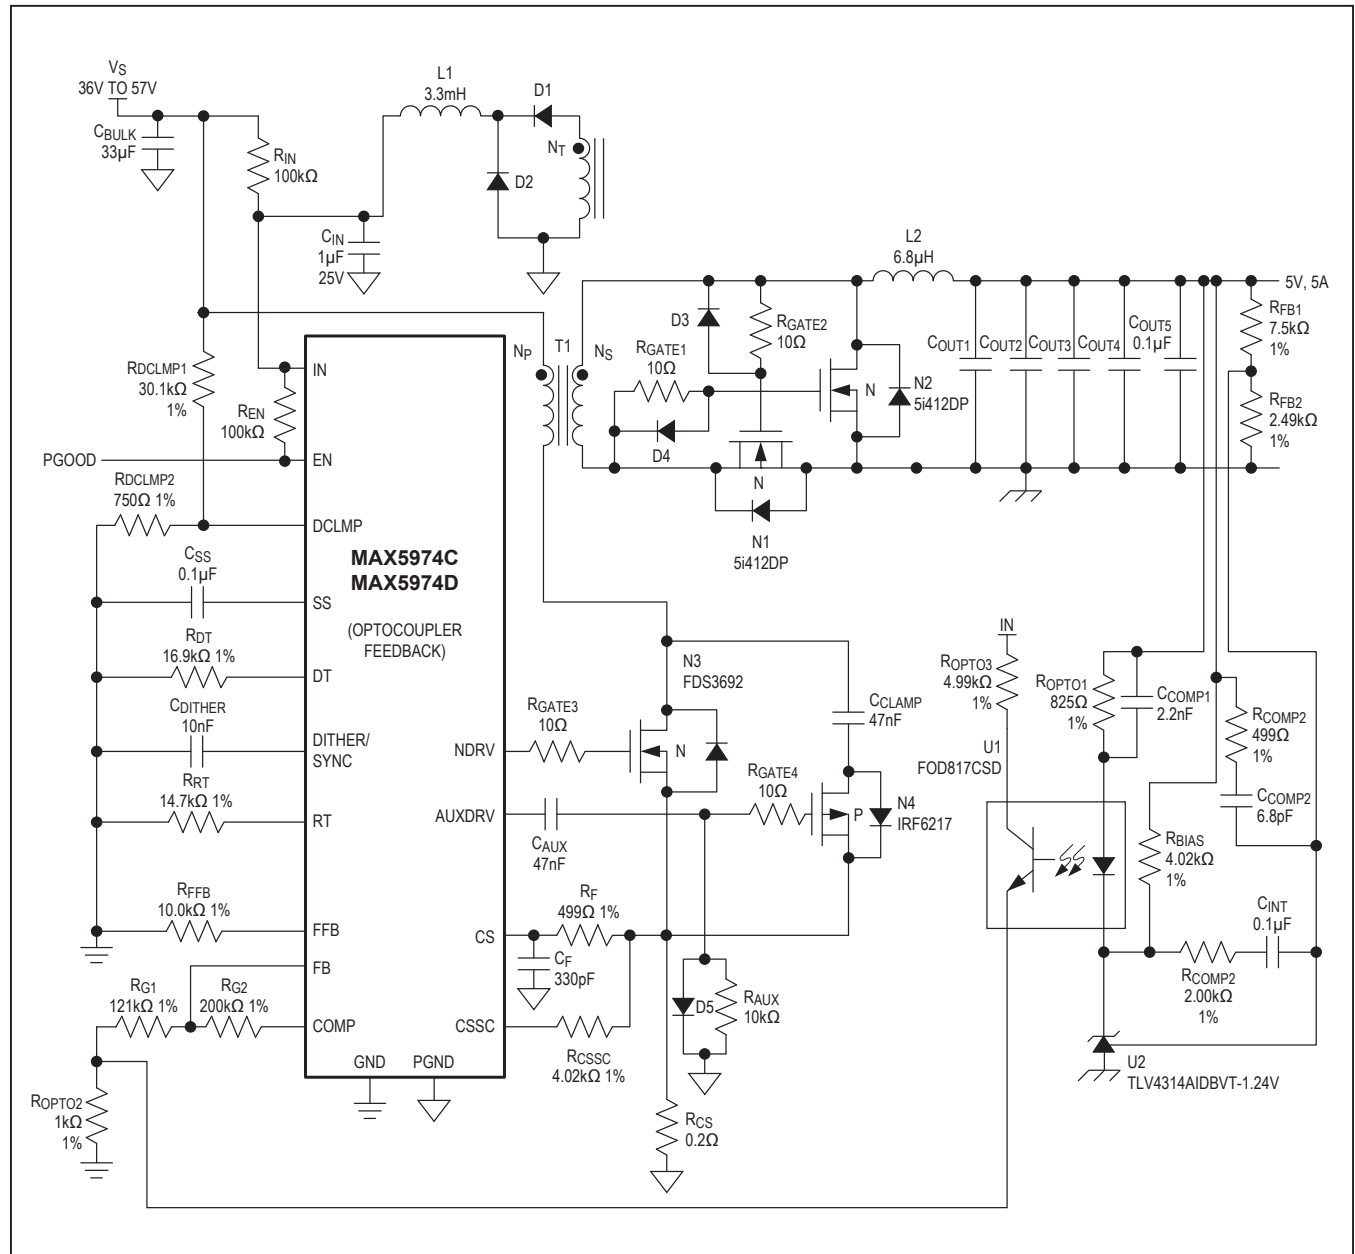 VS
36V TO 57V
CBULK
33µF
RIN
100kΩ
L1
3.3mH
D1
NT
D2
CIN
1µF
25V
L2
6.8µH
5V, 5A
D3
RGATE2
10Ω
RGATE1
10Ω
D4
N
N2
5i412DP
N
N1
5i412DP
COUT1
COUT2
COUT3
COUT4
COUT5
0.1µF
RFB1
7.5kΩ
1%
RFB2
2.49kΩ
1%
NP
T1
NS
RDCLMP1
30.1kΩ
1%
REN
100kΩ
PGOOD
RDCLMP2
750Ω 1%
CSS
0.1µF
RDT
16.9kΩ 1%
CDITHER
10nF
RRT
14.7kΩ 1%
RFFB
10.0kΩ 1%
RG1
121kΩ 1%
RG2
200kΩ 1%
ROPTO2
1kΩ
1%
IN
EN
DCLMP
MAX5974C
MAX5974D
(OPTOCOUPLER
FEEDBACK)
SS
DT
DITHER/
SYNC
RT
FFB
FB
COMP
GND
PGND
NDRV
AUXDRV
CS
CSSC
N3
FDS3692
RGATE3
10Ω
N
CCLAMP
47nF
RGATE4
10Ω
P
N4
IRF6217
CAUX
47nF
RF
499Ω 1%
CF
330pF
D5
RAUX
10kΩ
RCSSC
4.02kΩ 1%
RCS
0.2Ω
IN
ROPTO3
4.99kΩ
1%
U1
FOD817CSD
ROPTO1
825Ω
1%
CCOMP1
2.2nF
RCOMP2
499Ω
1%
CCOMP2
6.8pF
RBIAS
4.02kΩ
1%
CINT
0.1µF
RCOMP2
2.00kΩ
1%
U2
TLV4314AIDBVT-1.24V